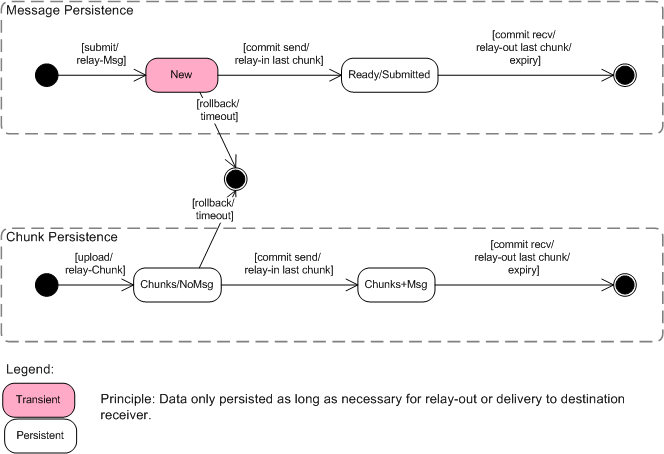 Message Persistence
[submit/
relay-Msg]
New
[commit send/
relay-in last chunk]
Ready/Submitted
[commit recv/
relay-out last chunk/
expiry]
[rollback/
timeout]
[rollback/
timeout]
Chunk Persistence
[upload/
relay-Chunk]
Chunks/NoMsg
[commit send/
relay-in last chunk]
Chunks+Msg
[commit recv/
relay-out last chunk/
expiry]
Legend:
Transient
Persistent
Principle: Data only persisted as long as necessary for relay-out or delivery to destination
receiver.